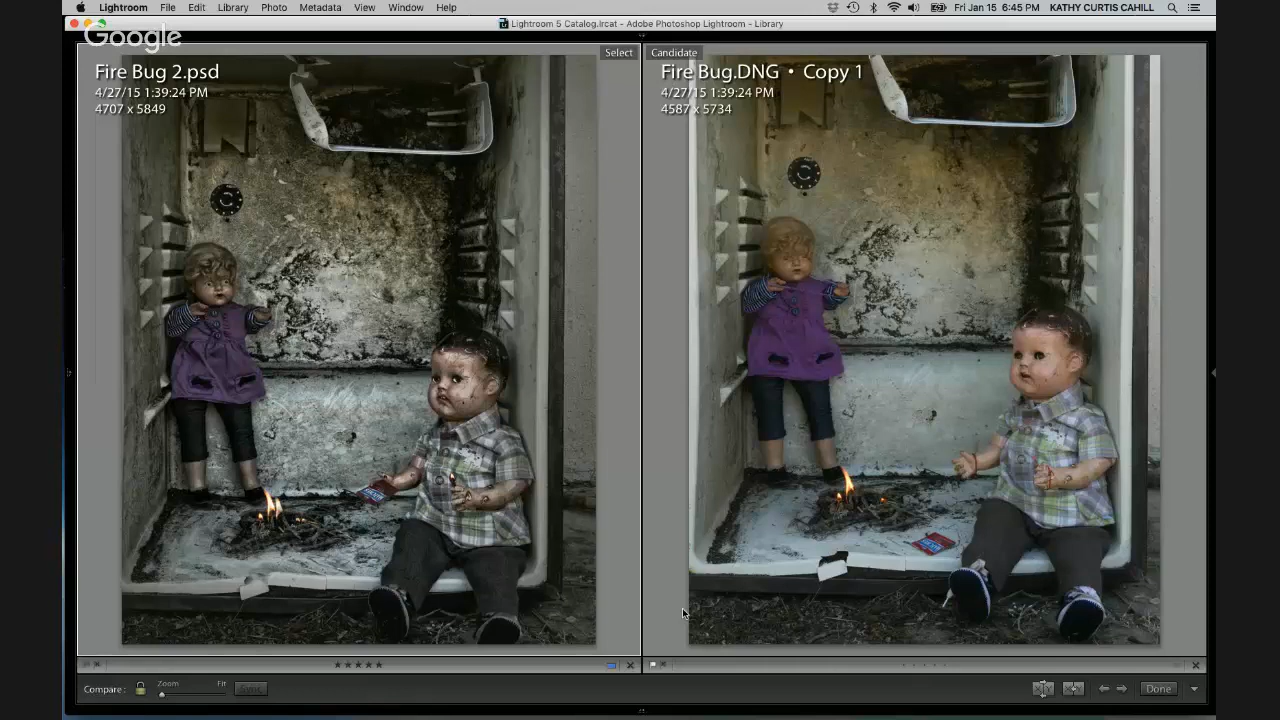 Lightroom File Edit Library Photo Metadata View Window Help Fri Jan 15 6:45 PM KATHY CURTIS CAHILL
Lightroom 5 Catalog.lrcat - Adobe Photoshop Lightroom - Library
Google
Select
Candidate
Fire Bug 2.psd
4/27/15 1:39:24 PM
4707 x 5849
Fire Bug.DNG • Copy 1
4/27/15 1:39:24 PM
4587 x 5734
Compare :
Zoom
Fit
Sync
Done